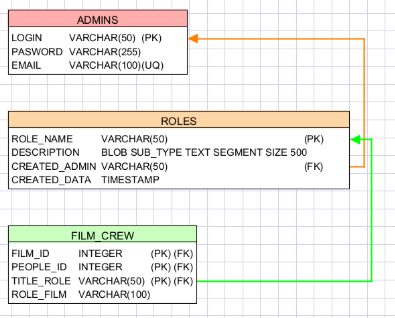 ADMINS
LOGIN VARCHAR(50) (PK)
PASWORD VARCHAR(255)
EMAIL VARCHAR(100)(UQ)
ROLES
ROLE_NAME VARCHAR(50) (PK)
DESCRIPTION BLOB SUB_TYPE TEXT SEGMENT SIZE 500
CREATED_ADMIN VARCHAR(50) (FK)
CREATED_DATA TIMESTAMP
FILM_CREW
FILM_ID INTEGER (PK) (FK)
PEOPLE_ID INTEGER (PK) (FK)
TITLE_ROLE VARCHAR(50) (PK) (FK)
ROLE_FILM VARCHAR(100)